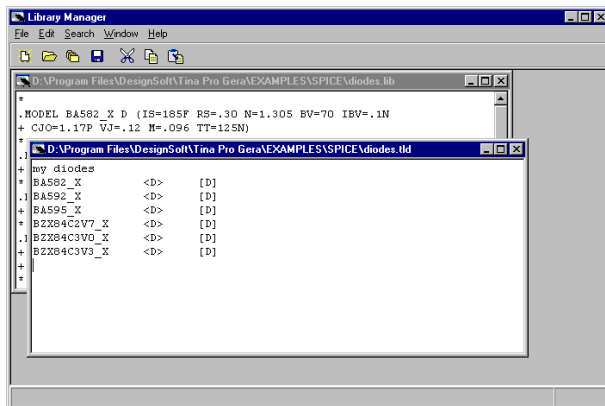 Library Manager
File Edit Search Window Help
D:\Program Files\DesignSoft\Tina Pro Gera\EXAMPLES\SPICE\diodes.lib
*
.MODEL BA582_X D (IS=185F RS=.30 N=1.305 BV=70 IBV=.1N
+ CJO=1.17P VJ=.12 M=.096 TT=125N)
*
D:\Program Files\DesignSoft\Tina Pro Gera\EXAMPLES\SPICE\diodes.tld
my diodes
BA582_X <D> [D]
BA592_X <D> [D]
BA595_X <D> [D]
BZX84C2V7_X <D> [D]
BZX84C3V0_X <D> [D]
BZX84C3V3_X <D> [D]